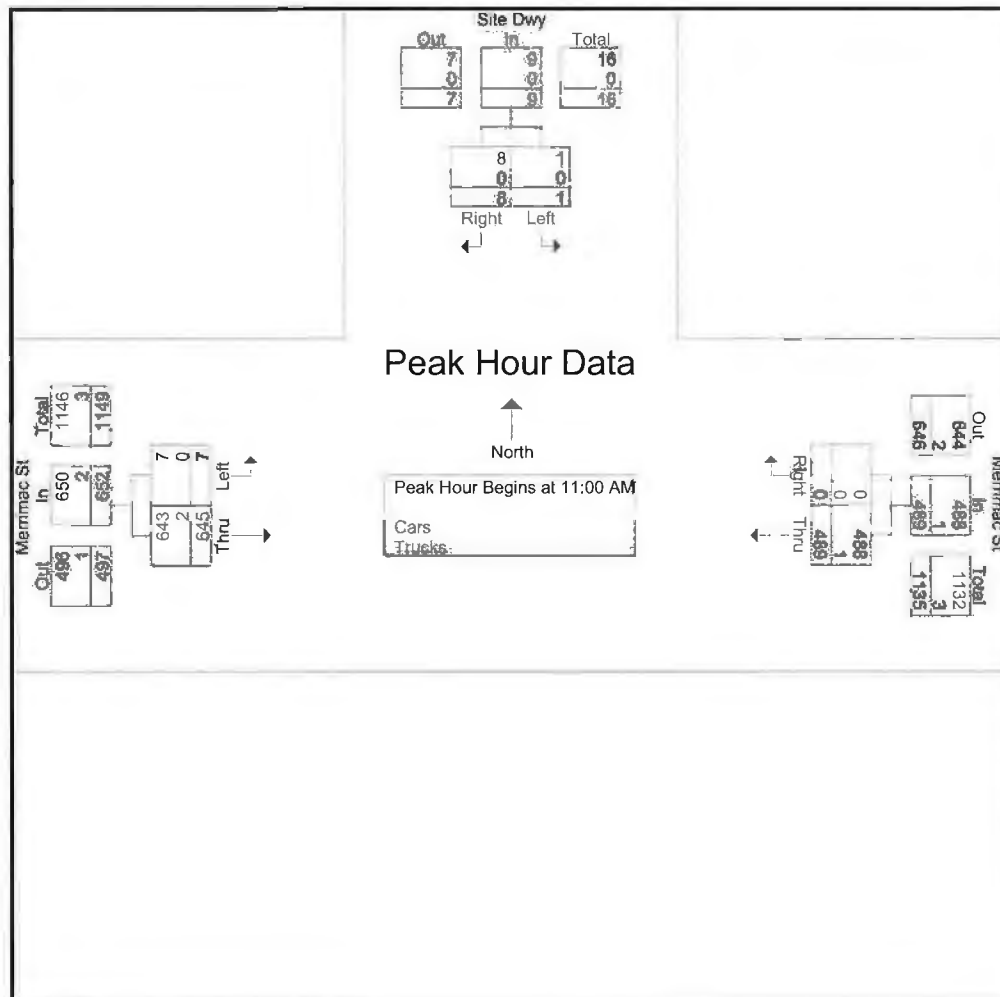 Site Dwy
Out In Total
7 9 16
0 0 0
7 9 16
8 1
0 0
8 1
Right Left
Peak Hour Data
North
Peak Hour Begins at 11:00 AM
Cars
Trucks
Merrimac St
Out In Total
496 650 1146
1 2 3
497 652 1149
Left
7
0
7
Thru
643
2
645
Merrimac St
Out In Total
644 488 1132
2 1 3
646 489 1135
Right
0
0
0
Thru
488
1
489